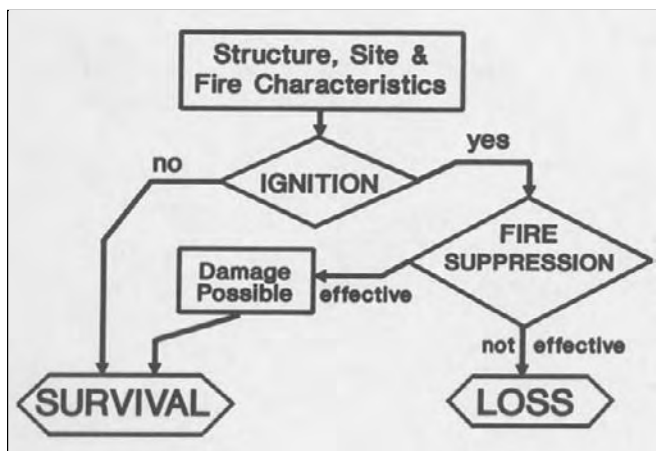 Structure, Site &
Fire Characteristics
no
yes
IGNITION
FIRE
SUPPRESSION
Damage
Possible
effective
not effective
SURVIVAL
LOSS